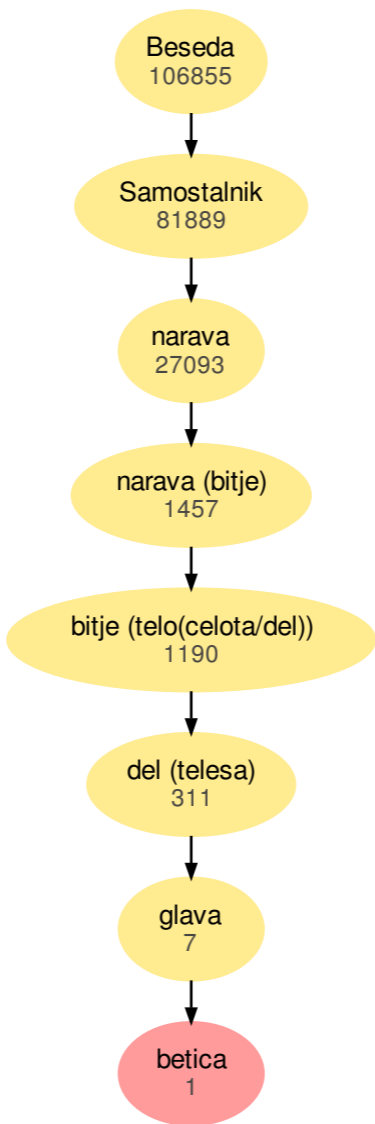 Beseda
106855
Samostalnik
81889
narava
27093
narava (bitje)
1457
bitje (telo(celota/del))
1190
del (telesa)
311
glava
7
betica
1